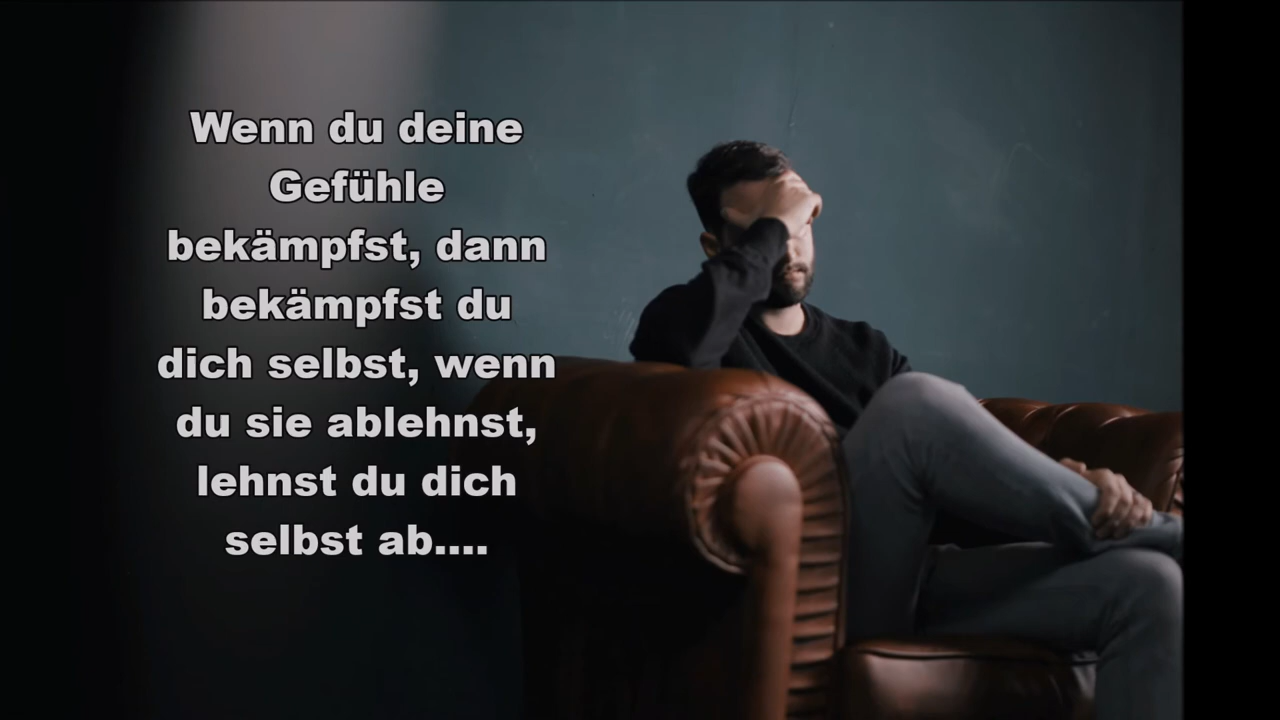 Wenn du deine
Gefühle
bekämpfst, dann
bekämpfst du
dich selbst, wenn
du sie ablehnst,
lehnst du dich
selbst ab....